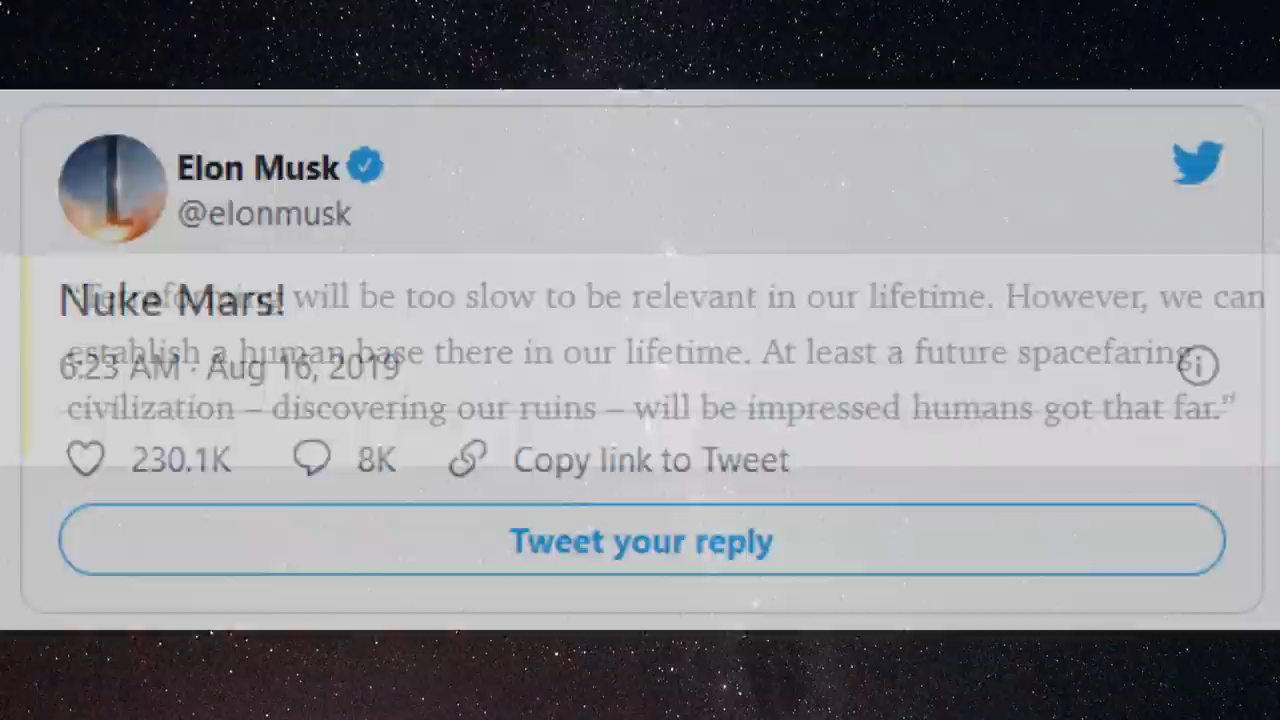 Elon Musk
@elonmusk
Nuke Mars!
will be too slow to be relevant in our lifetime. However, we can
establish a human base there in our lifetime. At least a future spacefaring
6:23 AM · Aug 16, 2019
civilization – discovering our ruins – will be impressed humans got that far.”
230.1K 8K Copy link to Tweet
Tweet your reply